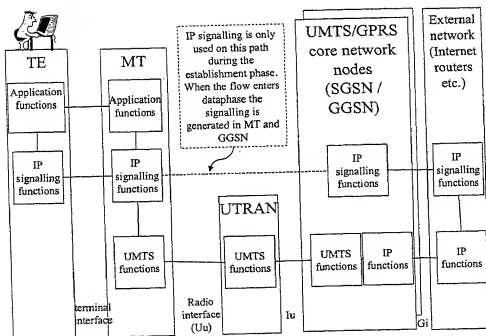 TE
MT
IP signalling is only
used on this path
during the
establishment phase.
When the flow enters
dataphase the
signalling is
generated in MT and
GGSN
UMTS/GPRS
core network
nodes
(SGSN /
GGSN)
External
network
(Internet
routers
etc.)
Application
functions
Application
functions
IP
signalling
functions
IP
signalling
functions
IP
signalling
functions
IP
signalling
functions
UTRAN
UMTS
functions
UMTS
functions
UMTS
functions
IP
functions
IP
functions
terminal
interface
Radio
interface
(Uu)
Iu
Gi